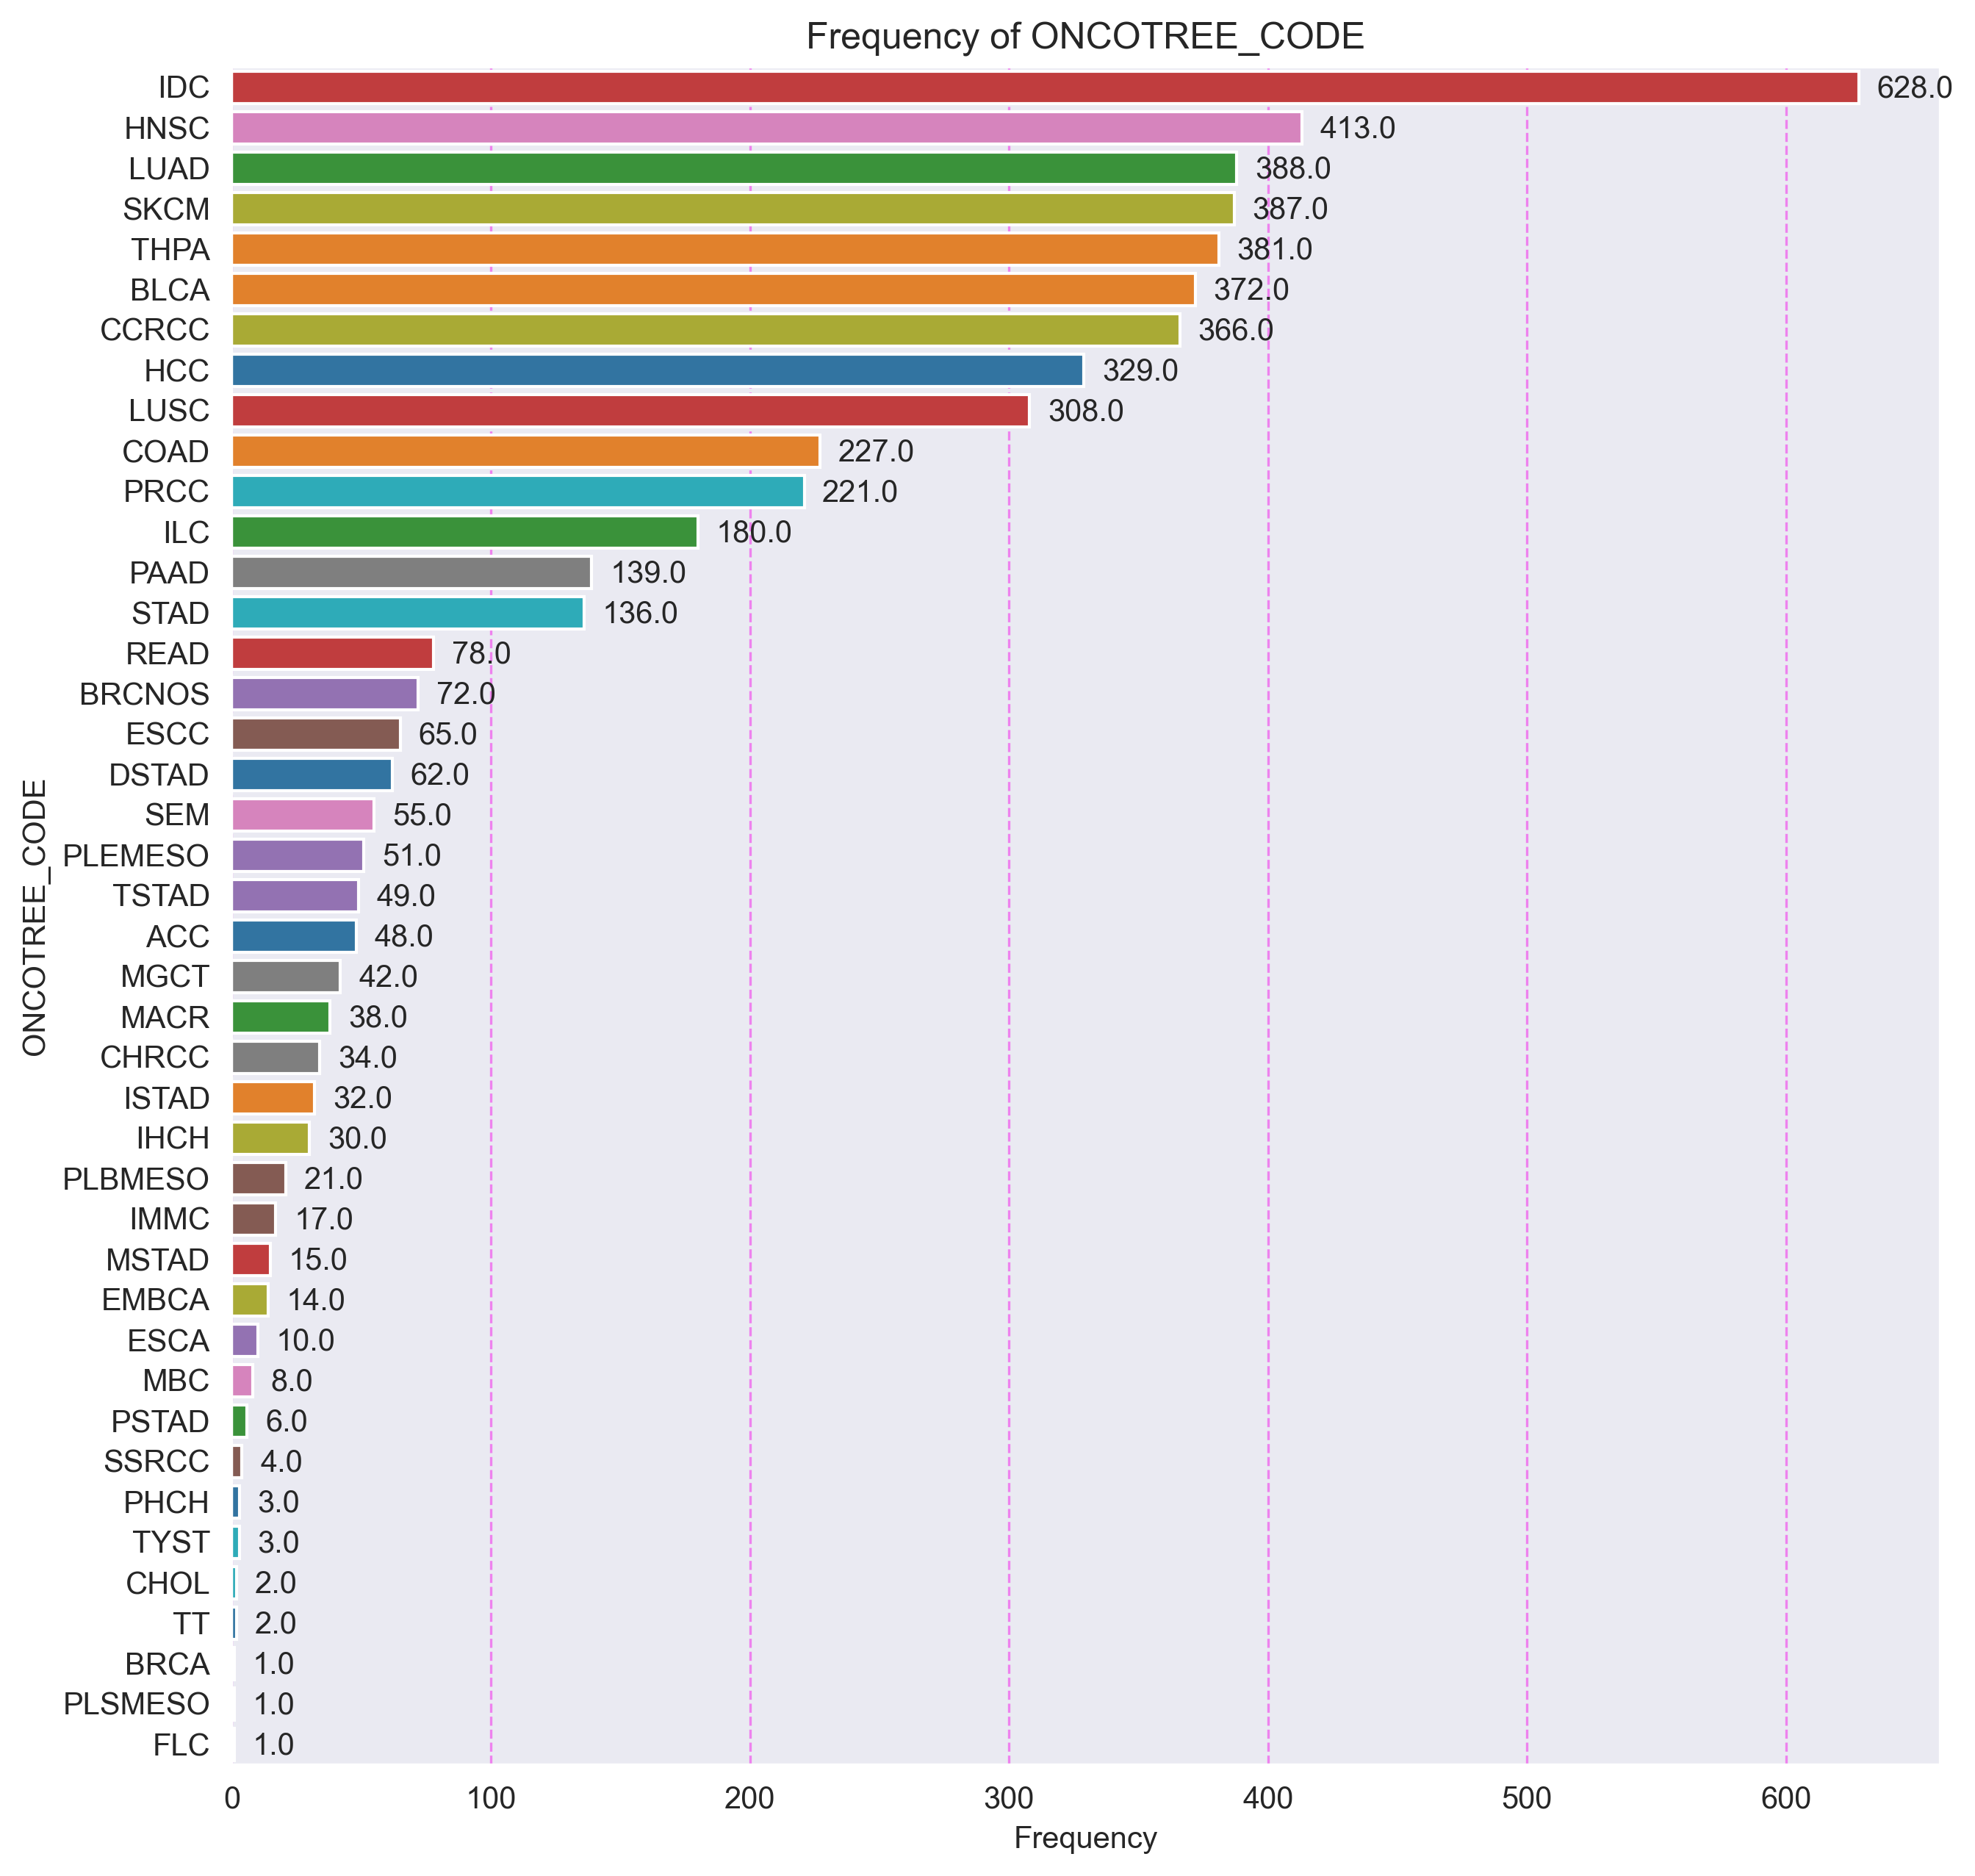 Frequency of ONCOTREE_CODE
IDC 628.0
HNSC 413.0
LUAD 388.0
SKCM 387.0
THPA 381.0
BLCA 372.0
CCRCC 366.0
HCC 329.0
LUSC 308.0
COAD 227.0
PRCC 221.0
ILC 180.0
PAAD 139.0
STAD 136.0
READ 78.0
BRCNOS 72.0
ESCC 65.0
DSTAD 62.0
SEM 55.0
PLEMESO 51.0
TSTAD 49.0
ACC 48.0
MGCT 42.0
MACR 38.0
CHRCC 34.0
ISTAD 32.0
IHCH 30.0
PLBMESO 21.0
IMMC 17.0
MSTAD 15.0
EMBCA 14.0
ESCA 10.0
MBC 8.0
PSTAD 6.0
SSRCC 4.0
PHCH 3.0
TYST 3.0
CHOL 2.0
TT 2.0
BRCA 1.0
PLSMESO 1.0
FLC 1.0
ONCOTREE_CODE
0 100 200 300 400 500 600
Frequency